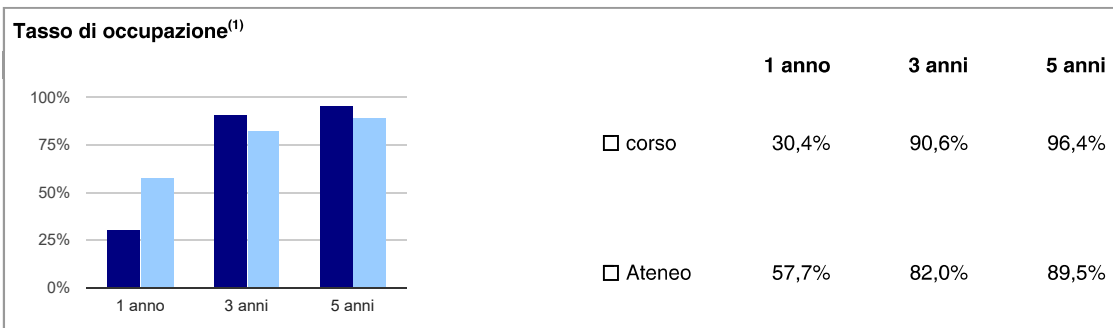 Tasso di occupazione(1)
1 anno 3 anni 5 anni
100%
75%
50%
25%
0%
1 anno 3 anni 5 anni
corso 30,4% 90,6% 96,4%
Ateneo 57,7% 82,0% 89,5%